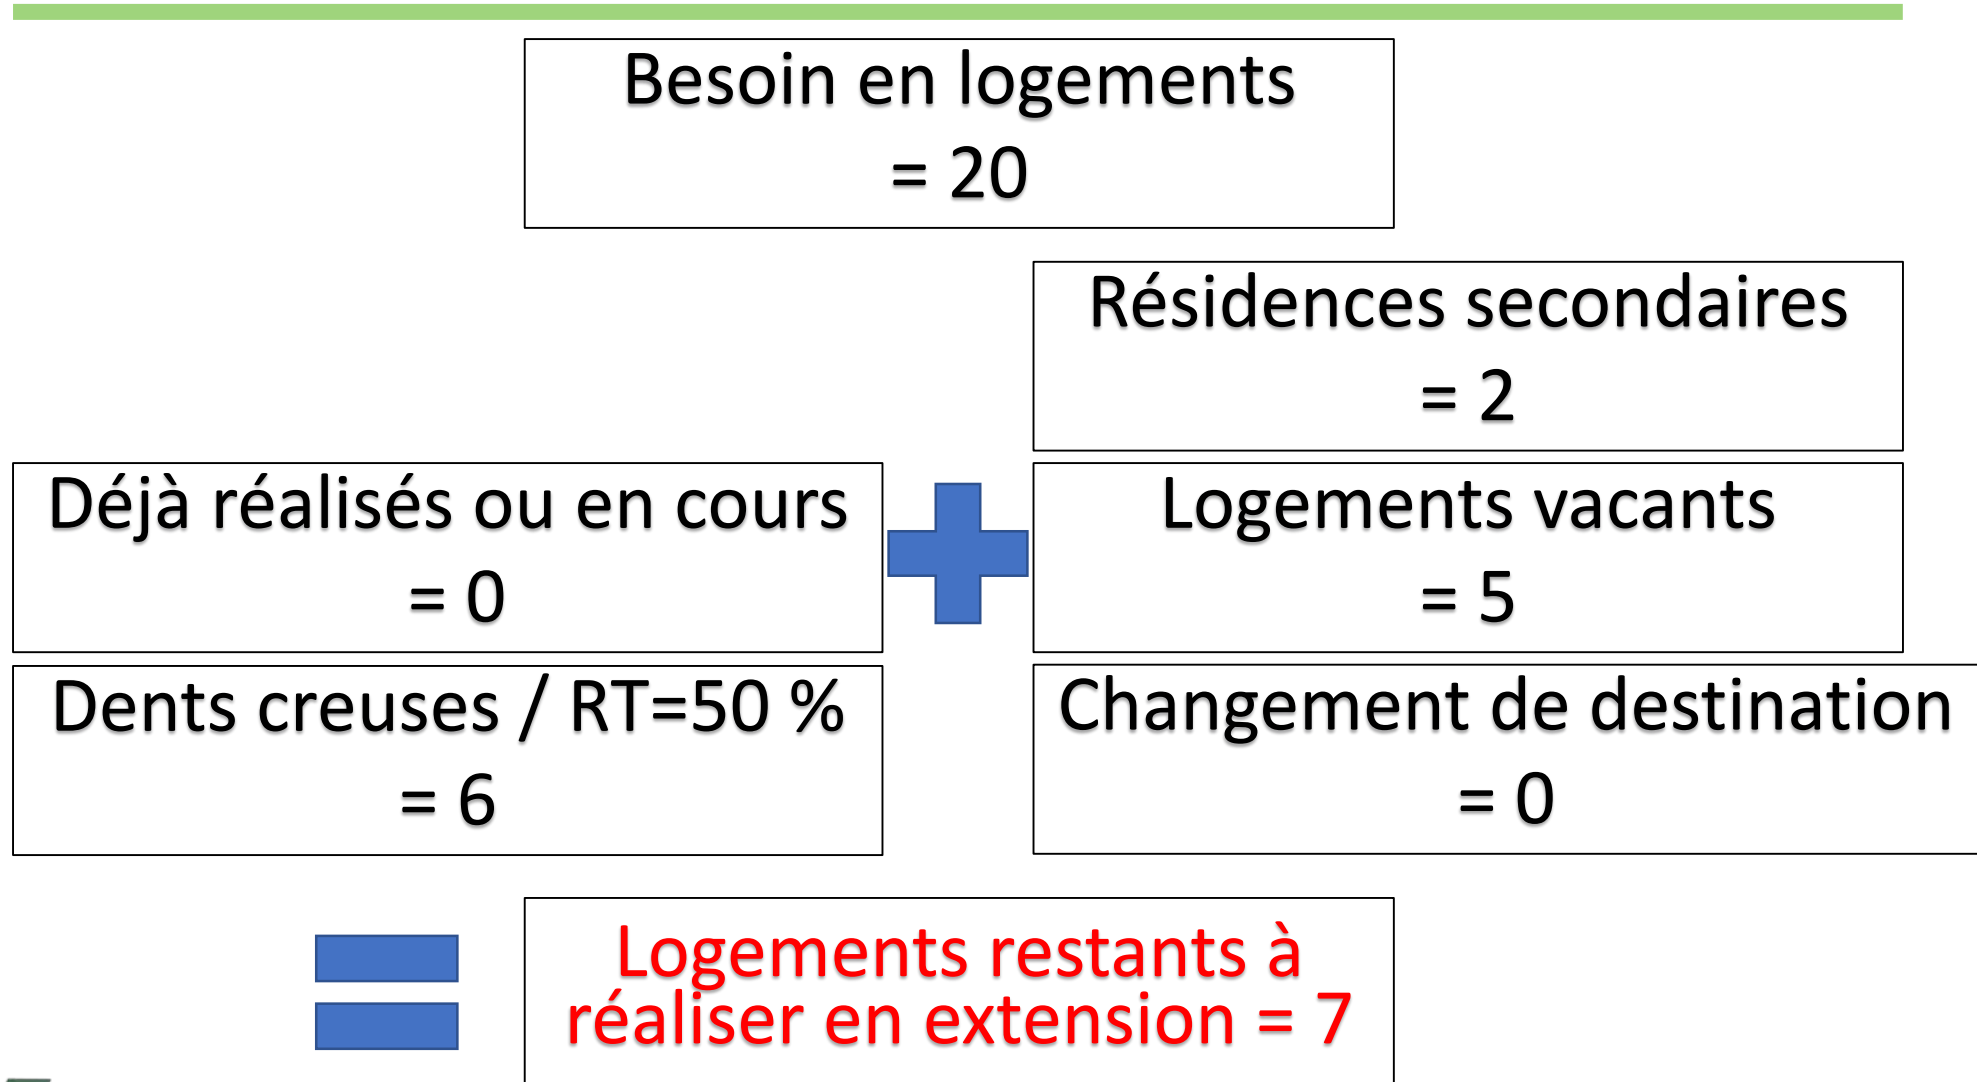 Besoin en logements
= 20
Résidences secondaires
= 2
Déjà réalisés ou en cours
= 0
Logements vacants
= 5
Dents creuses / RT=50 %
= 6
Changement de destination
= 0
Logements restants à
réaliser en extension = 7